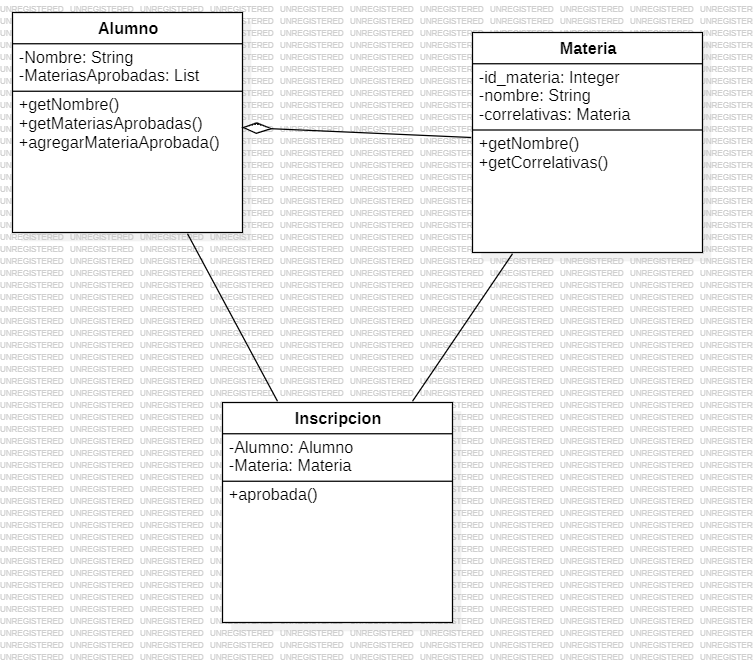 Alumno
-Nombre: String
-MateriasAprobadas: List
+getNombre()
+getMateriasAprobadas()
+agregarMateriaAprobada()
Materia
-id_materia: Integer
-nombre: String
-correlativas: Materia
+getNombre()
+getCorrelativas()
Inscripcion
-Alumno: Alumno
-Materia: Materia
+aprobada()
UNREGISTERED